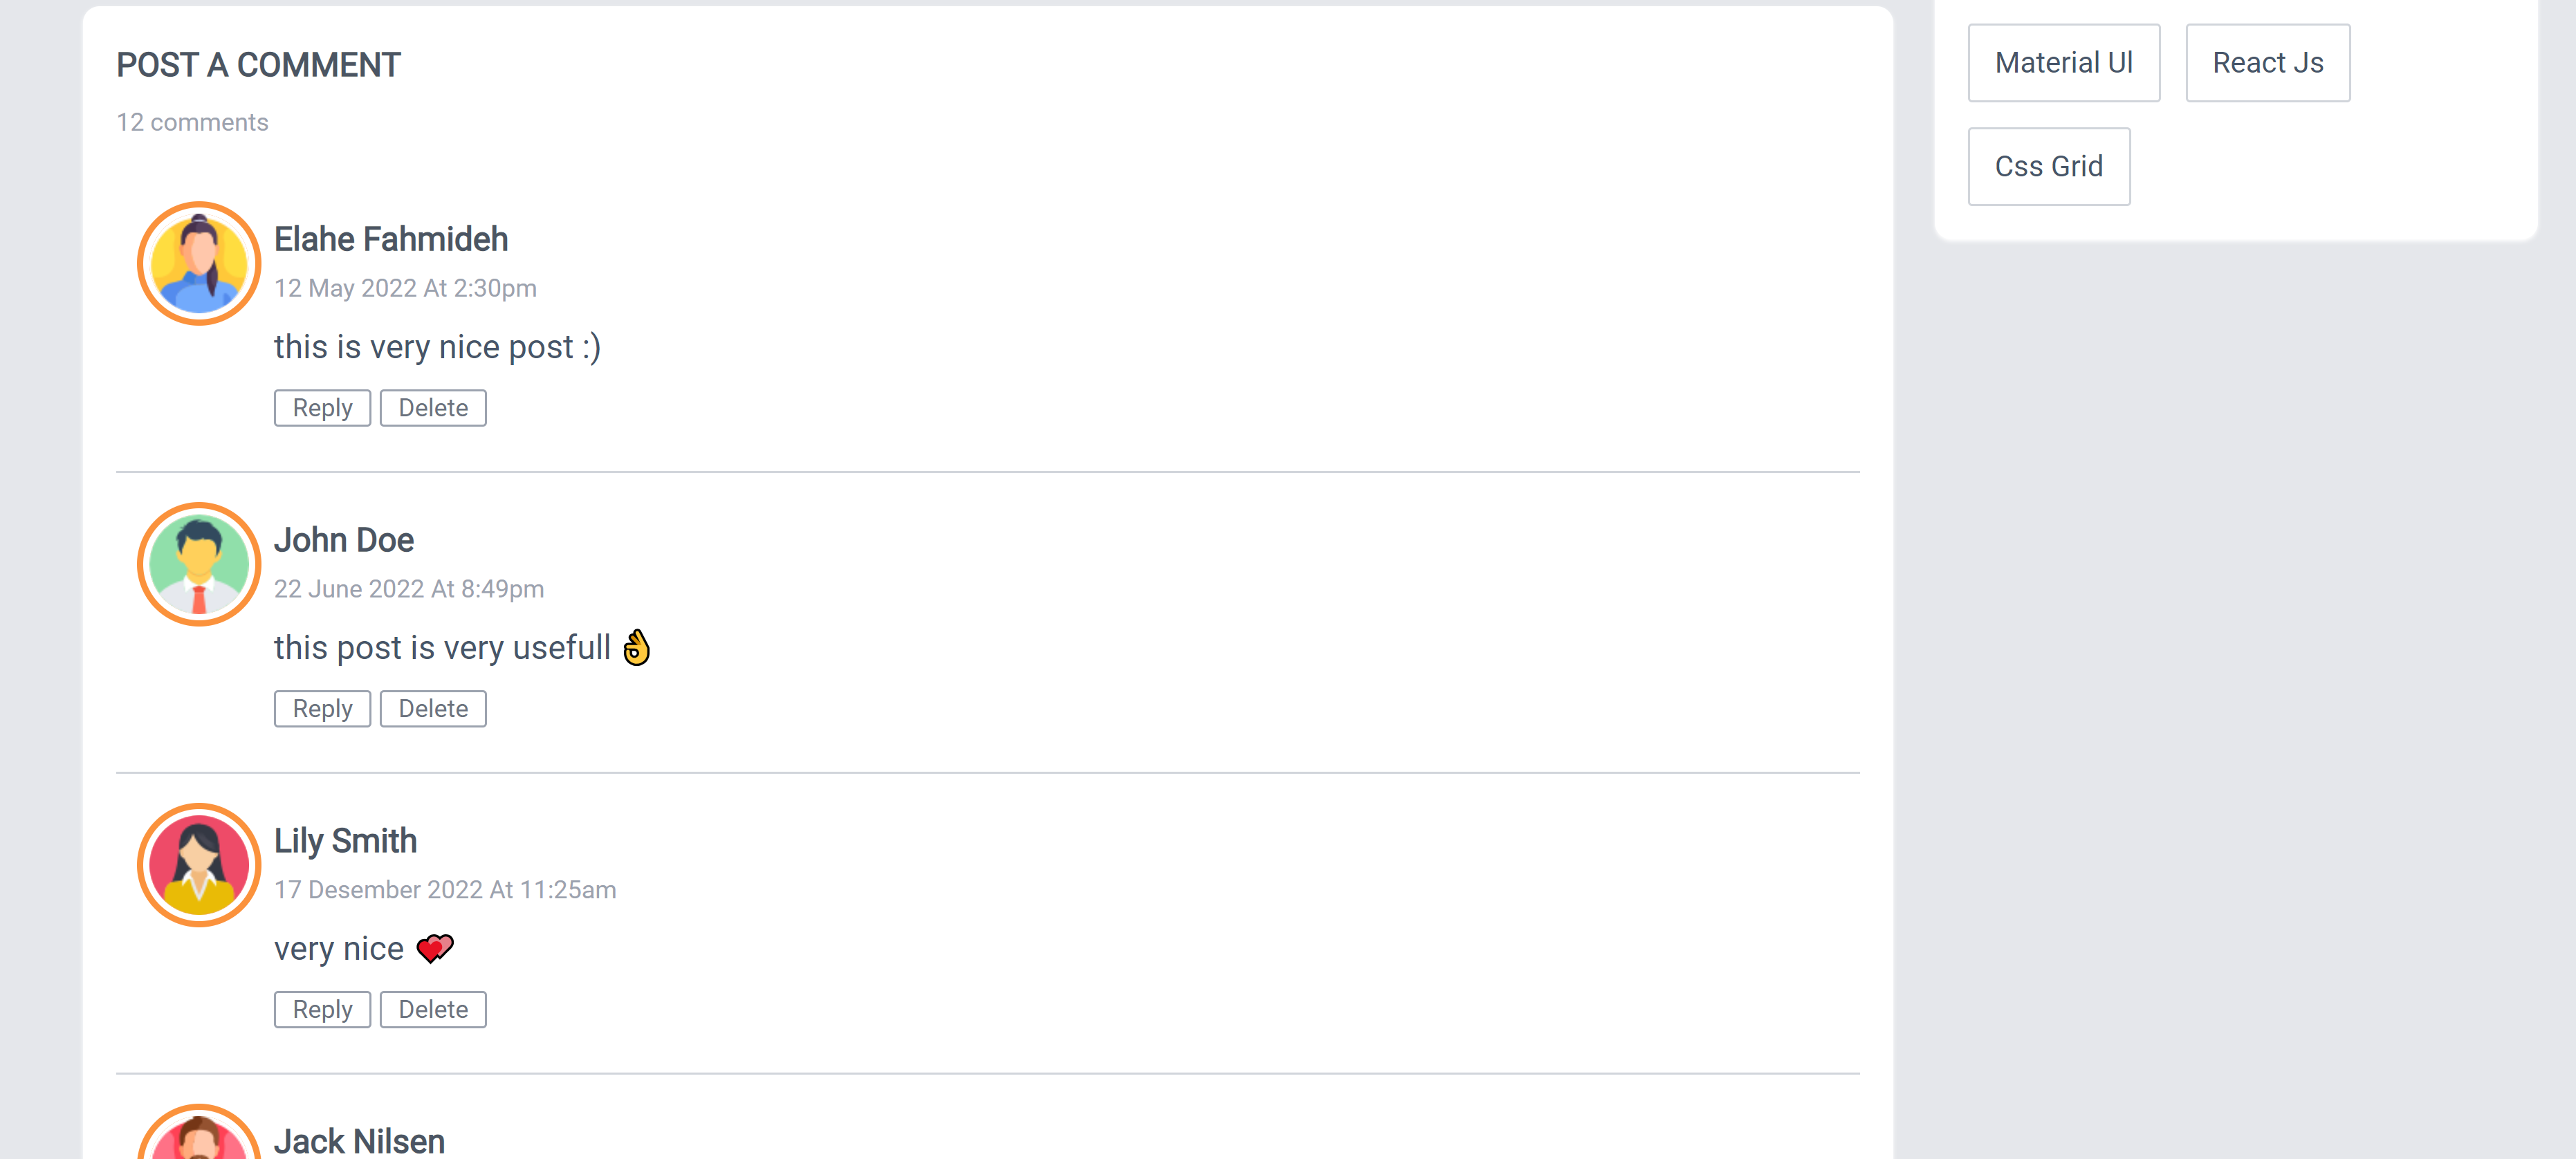 POST A COMMENT
12 comments
Elahe Fahmideh
12 May 2022 At 2:30pm
this is very nice post :)
Reply Delete
John Doe
22 June 2022 At 8:49pm
this post is very usefull 👌
Reply Delete
Lily Smith
17 Desember 2022 At 11:25am
very nice 💕
Reply Delete
Jack Nilsen
Material Ul React Js
Css Grid